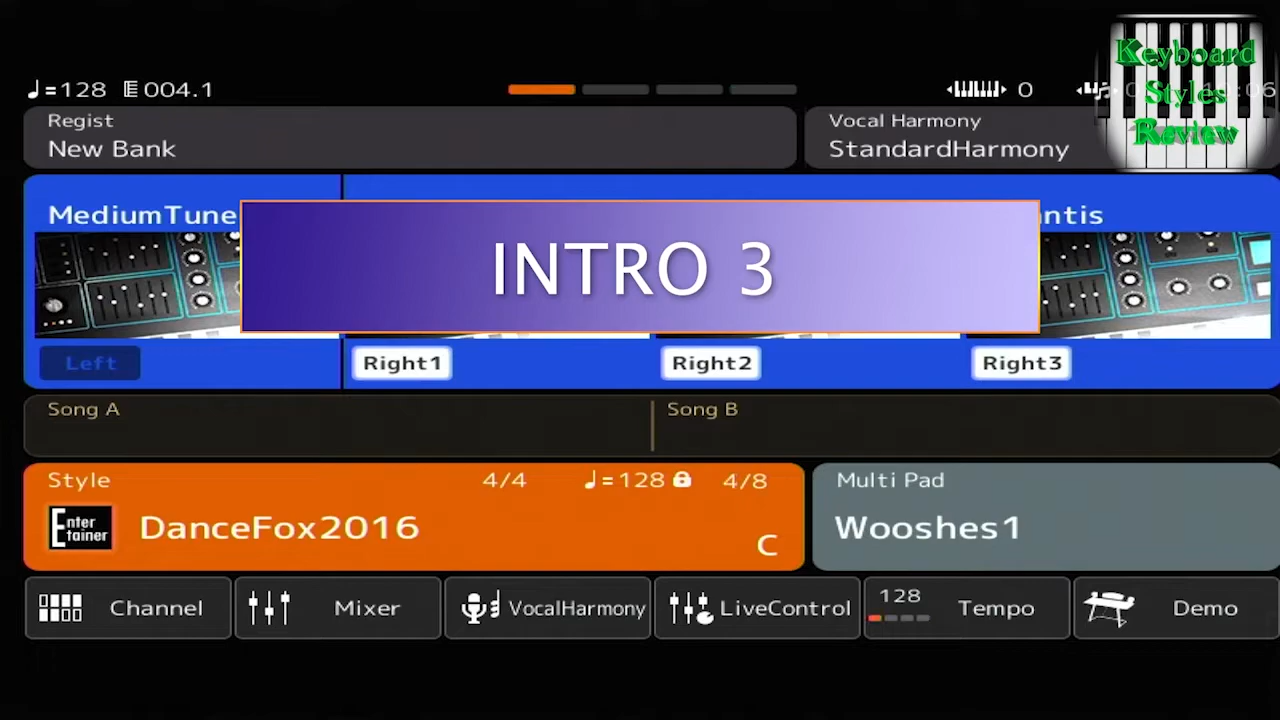 =128 004.1 0
Keyboard
Styles
Review
06
Regist
New Bank
Vocal Harmony
StandardHarmony
MediumTune
ntis
INTRO 3
Left
Right1
Right2
Right3
Song A
Song B
Style 4/4 =128 4/8
Enter
tainer
DanceFox2016
C
Multi Pad
Wooshes1
Channel
Mixer
VocalHarmony
LiveControl
128
Tempo
Demo